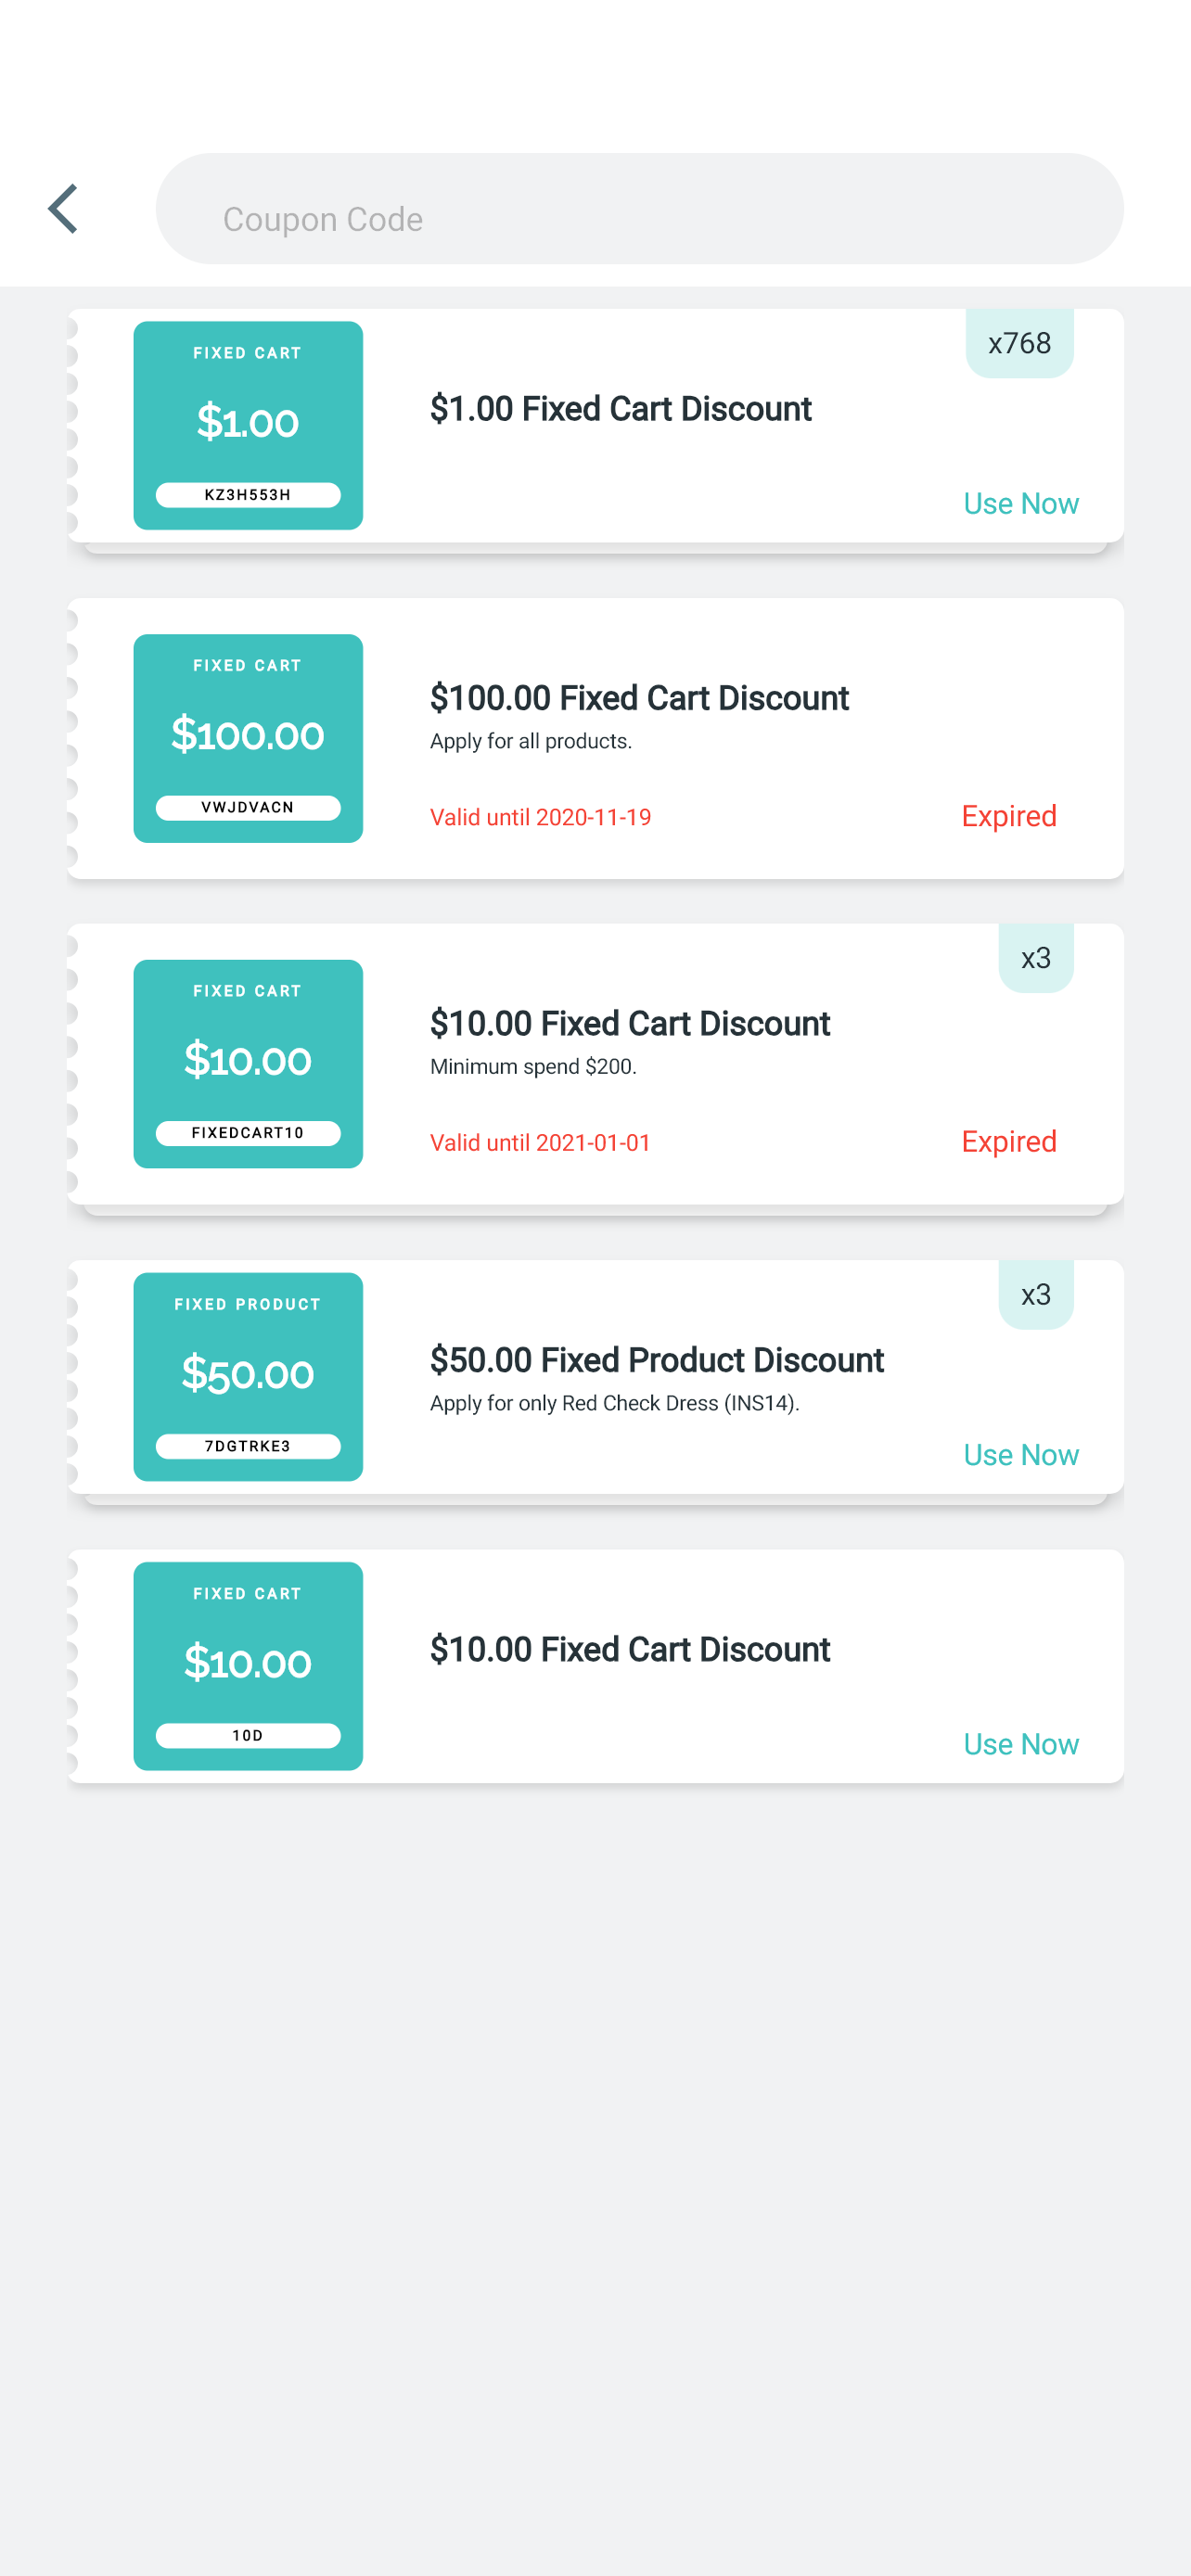 Coupon Code
FIXED CART
$1.00
KZ3H553H
x768
$1.00 Fixed Cart Discount
Use Now
FIXED CART
$100.00
VWJDVACN
$100.00 Fixed Cart Discount
Apply for all products.
Valid until 2020-11-19
Expired
FIXED CART
$10.00
FIXEDCART10
x3
$10.00 Fixed Cart Discount
Minimum spend $200.
Valid until 2021-01-01
Expired
FIXED PRODUCT
$50.00
7DGTRKE3
x3
$50.00 Fixed Product Discount
Apply for only Red Check Dress (INS14).
Use Now
FIXED CART
$10.00
10D
$10.00 Fixed Cart Discount
Use Now